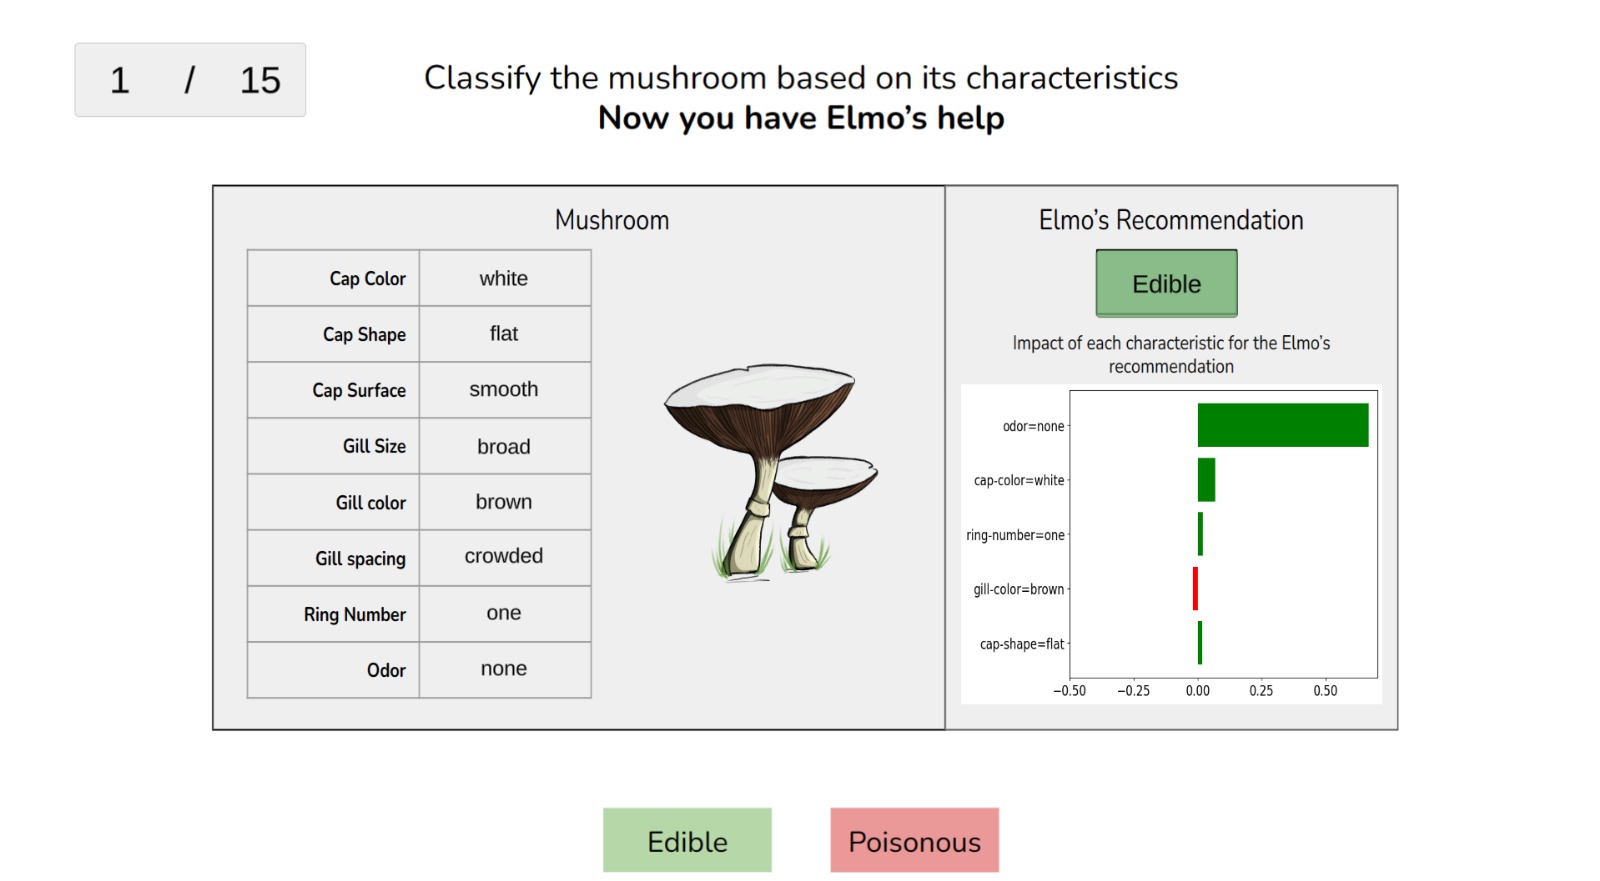 1 / 15
Classify the mushroom based on its characteristics
Now you have Elmo's help
Mushroom
Cap Color white
Cap Shape flat
Cap Surface smooth
Gill Size broad
Gill color brown
Gill spacing crowded
Ring Number one
Odor none
Elmo's Recommendation
Edible
Impact of each characteristic for the Elmo's
recommendation
odor=none
cap-color=white
ring-number=one
gill-color=brown
cap-shape=flat
−0.50 −0.25 0.00 0.25 0.50
Edible Poisonous